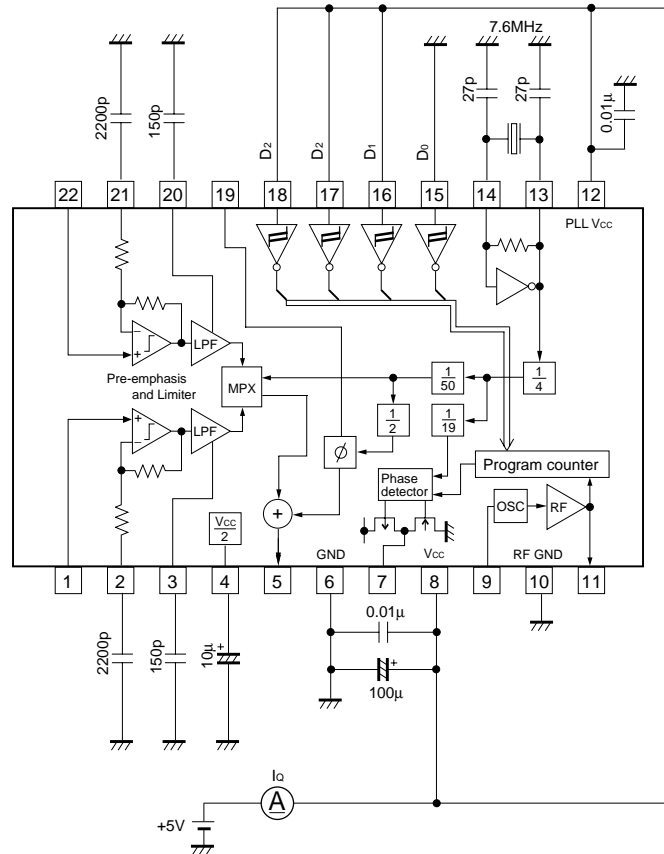 7.6MHz
2200p
150p
27p
27p
0.01μ
D2
D2
D1
D0
22
21
20
19
18
17
16
15
14
13
12
PLL Vcc
−
+
LPF
Pre-emphasis
and Limiter
MPX
1
50
1
4
1
2
1
19
+
−
LPF
ϕ
Phase
detector
Program counter
OSC
RF
Vcc
2
+
GND
Vcc
RF GND
1
2
3
4
5
6
7
8
9
10
11
2200p
150p
10μ
+
0.01μ
+
100μ
IQ
A
+5V